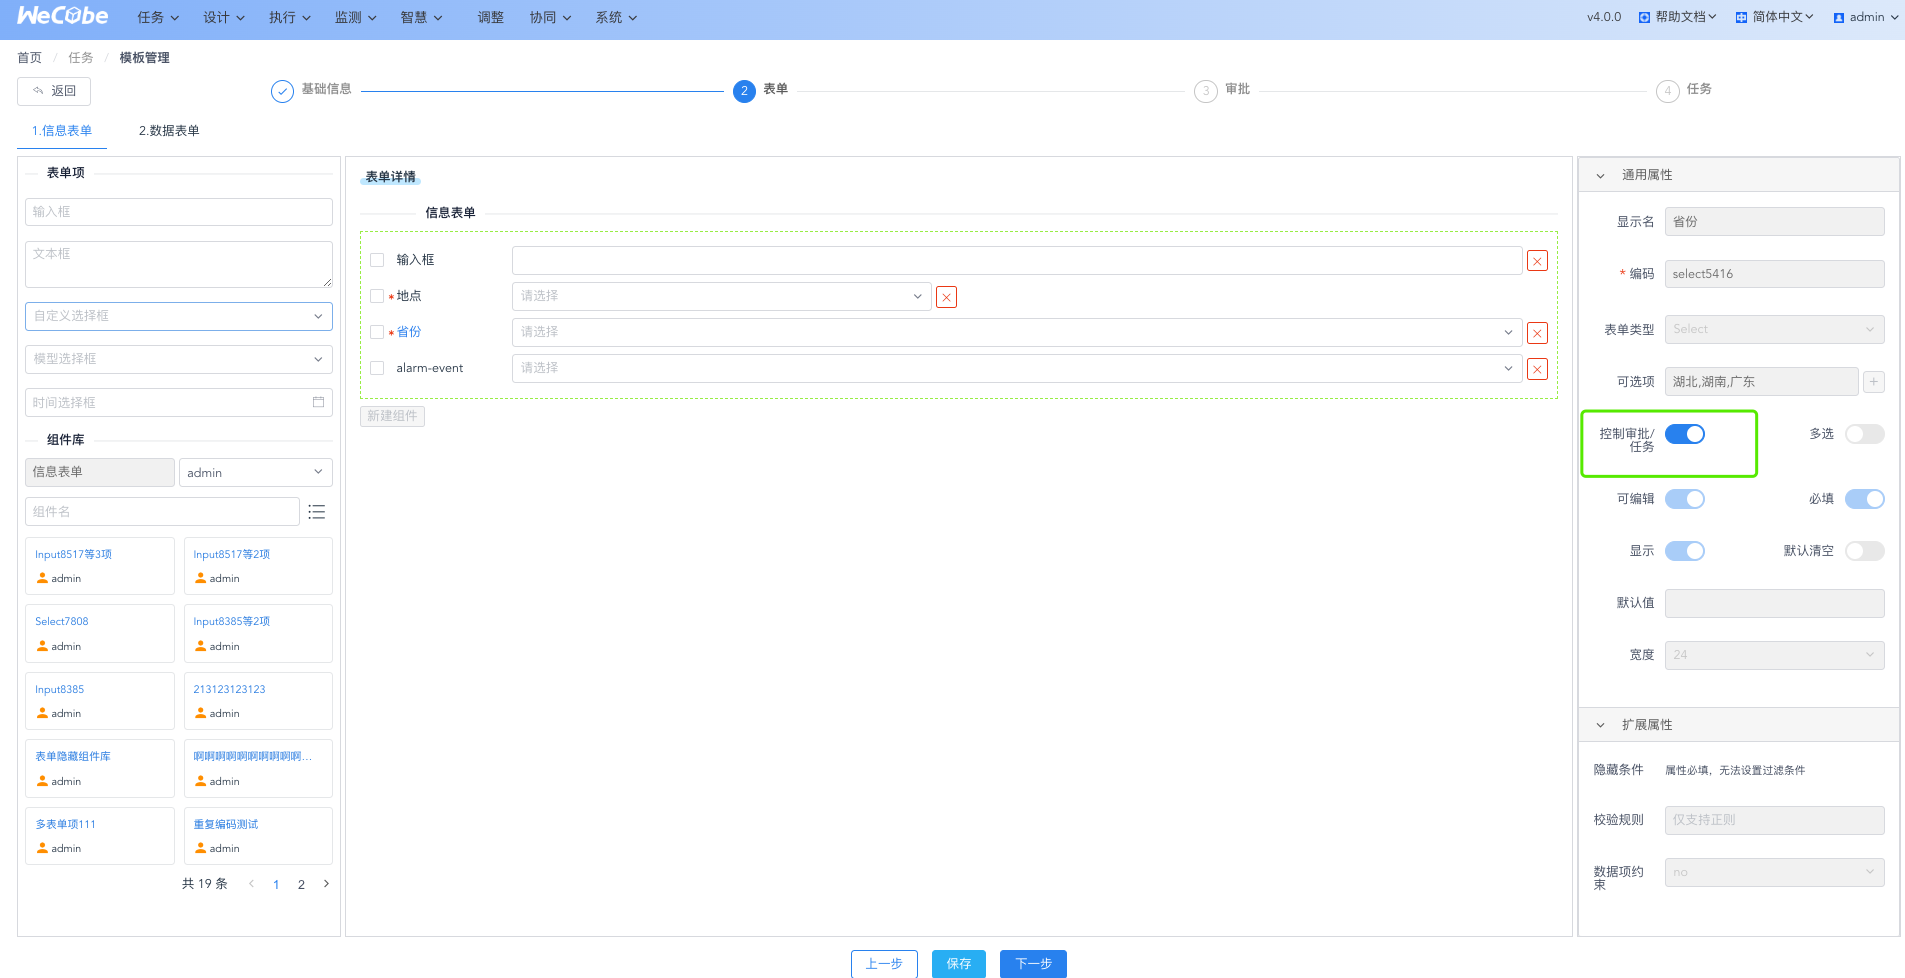 WeCube 任务 设计 执行 监测 智慧 调整 协同 系统 v4.0.0 帮助文档 简体中文 admin
首页 / 任务 / 模板管理
返回 基础信息 2 表单 3 审批 4 任务
1.信息表单 2.数据表单
表单项
输入框
文本框
自定义选择框
模型选择框
时间选择框
组件库
信息表单 admin
组件名
Input8517等3项 Input8517等2项
admin admin
Select7808 Input8385等2项
admin admin
Input8385 213123123123
admin admin
表单隐藏组件库 啊啊啊啊啊啊啊啊啊啊...
admin admin
多表单项111 重复编码测试
admin admin
共 19 条 1 2
表单详情
信息表单
输入框
* 地点 请选择
* 省份 请选择
alarm-event 请选择
新建组件
通用属性
显示名 省份
* 编码 select5416
表单类型 Select
可选项 湖北,湖南,广东 +
控制审批/
任务
多选
可编辑 必填
显示 默认清空
默认值
宽度 24
扩展属性
隐藏条件 属性必填，无法设置过滤条件
校验规则 仅支持正则
数据项约
束
no
上一步 保存 下一步